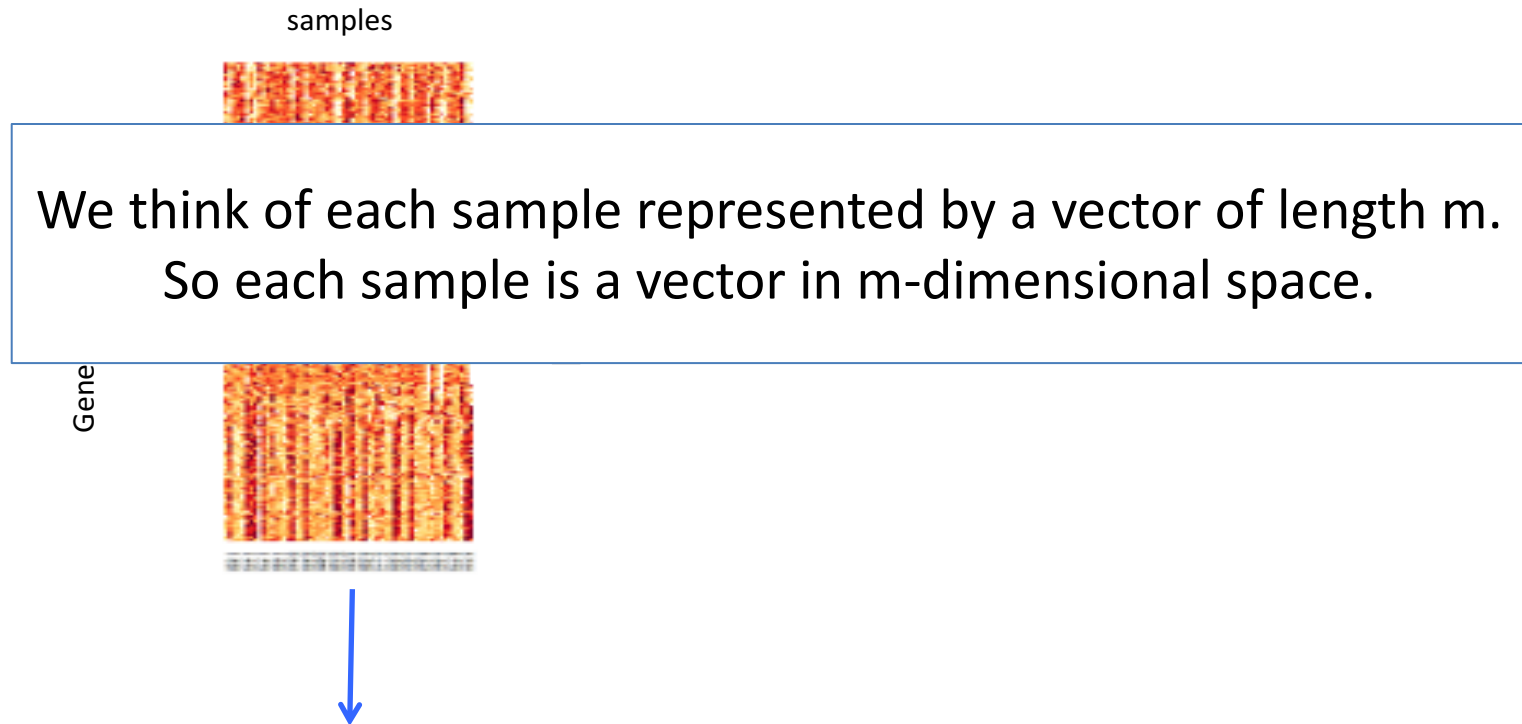 samples
We think of each sample represented by a vector of length m.
So each sample is a vector in m-dimensional space.
Gene